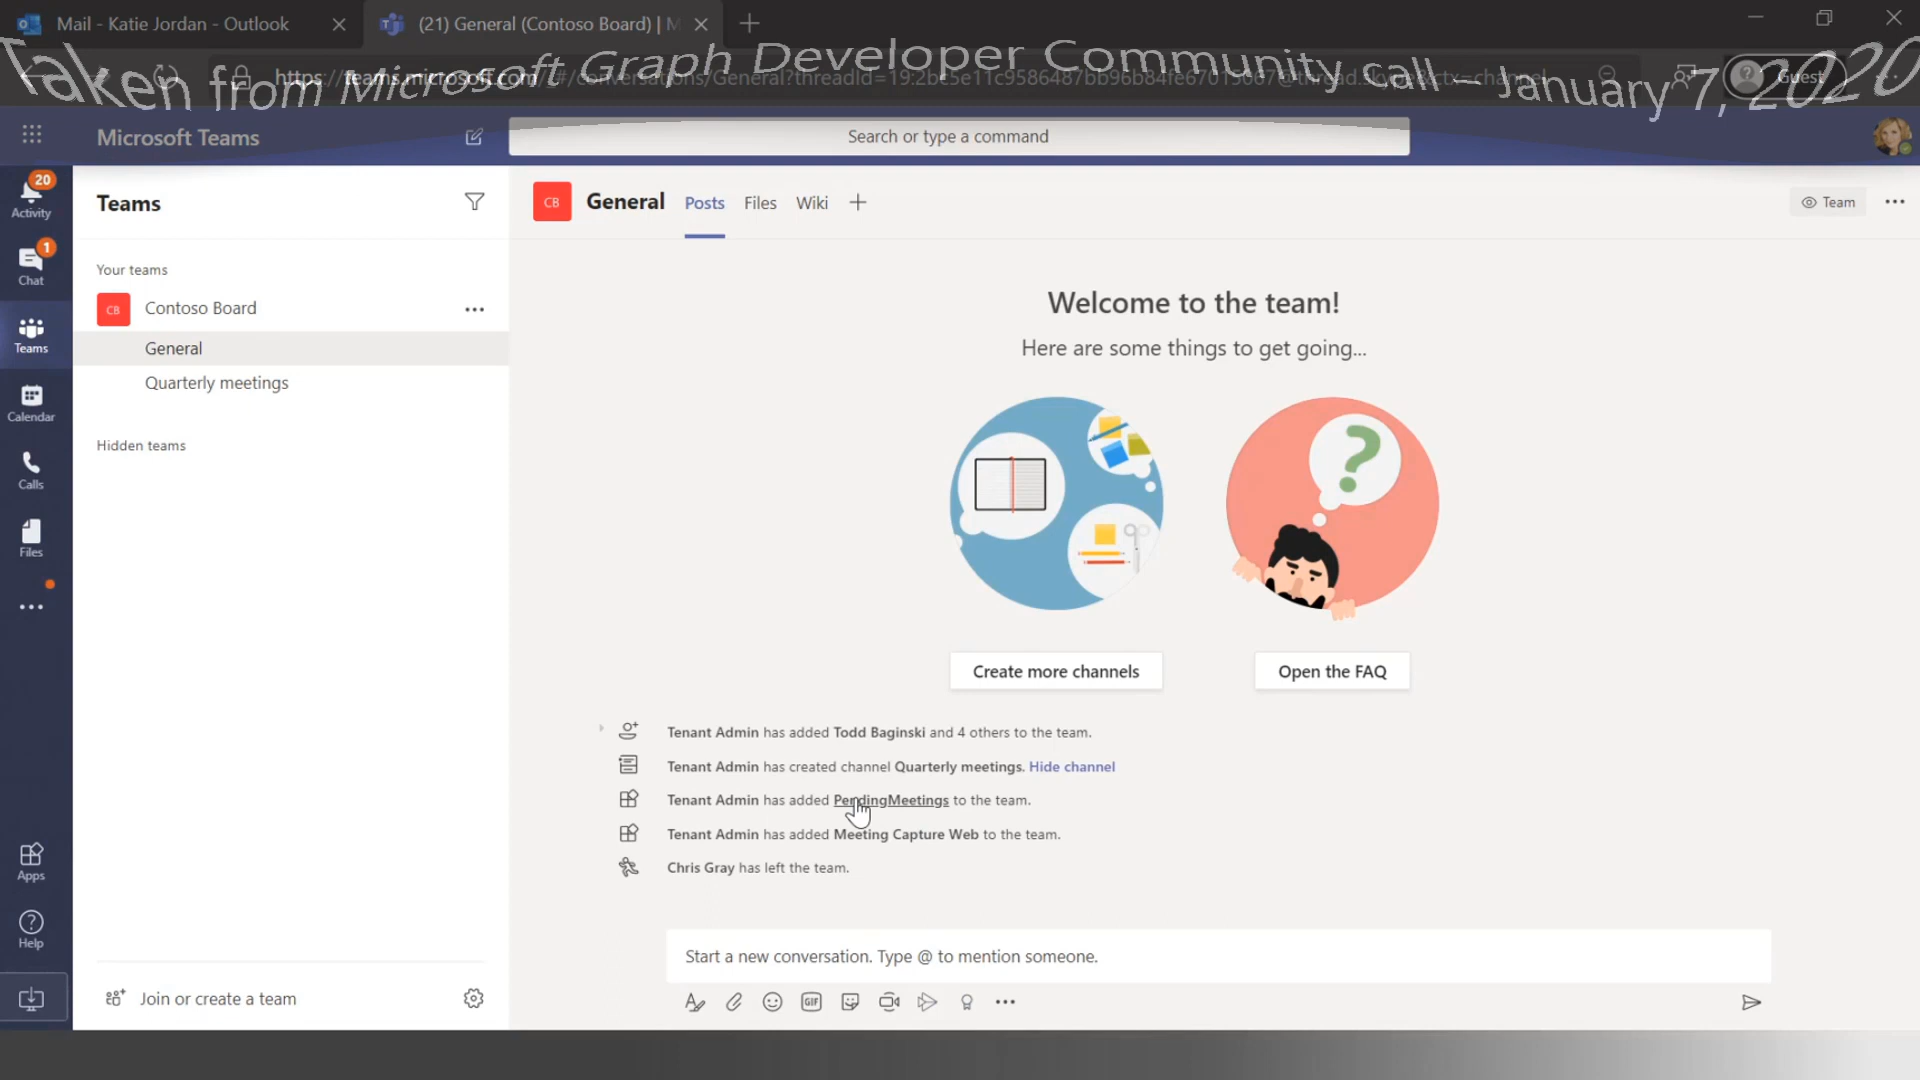 Mail - Katie Jordan - Outlook
(21) General (Contoso Board) | M
Taken from Microsoft Graph Developer Community call – January 7, 2020
Guest
Microsoft Teams
Search or type a command
20
Activity
1
Chat
Teams
Calendar
Calls
Files
Apps
Help
Teams
Your teams
CB
Contoso Board
General
Quarterly meetings
Hidden teams
Join or create a team
CB
General
Posts
Files
Wiki
Team
Welcome to the team!
Here are some things to get going...
?
Create more channels
Open the FAQ
Tenant Admin has added Todd Baginski and 4 others to the team.
Tenant Admin has created channel Quarterly meetings. Hide channel
Tenant Admin has added PendingMeetings to the team.
Tenant Admin has added Meeting Capture Web to the team.
Chris Gray has left the team.
Start a new conversation. Type @ to mention someone.
GIF